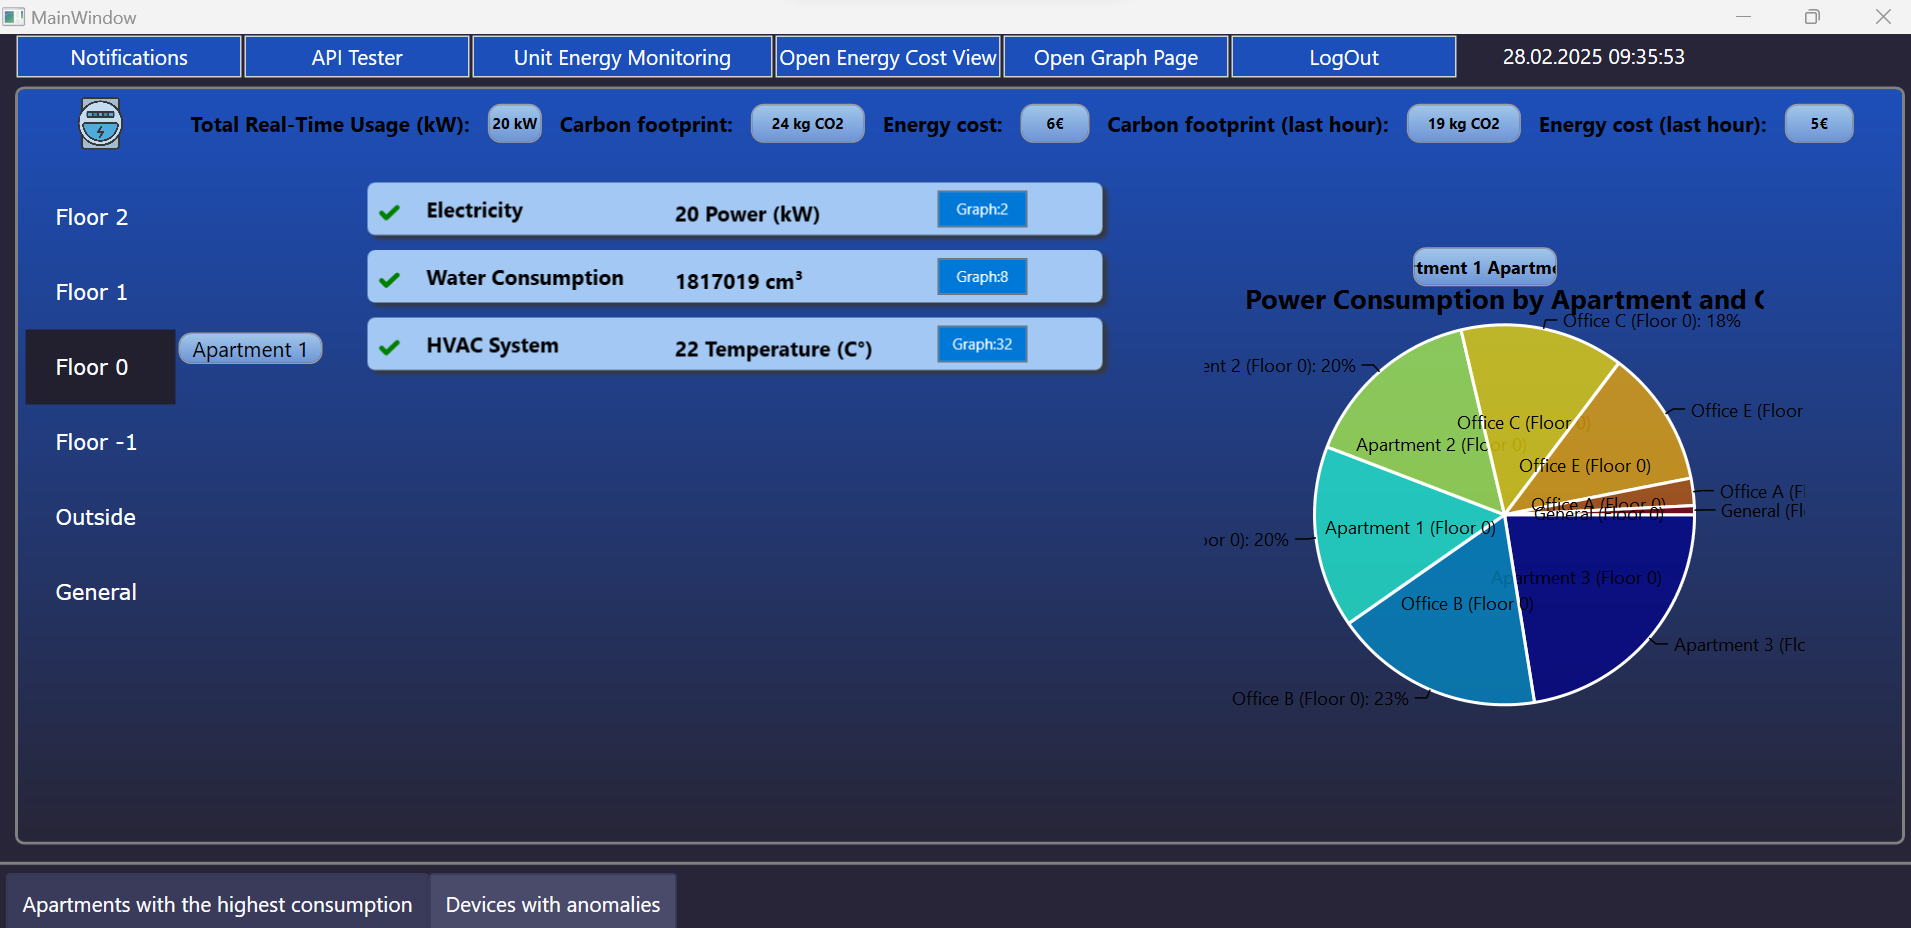 MainWindow
Notifications
API Tester
Unit Energy Monitoring
Open Energy Cost View
Open Graph Page
LogOut
28.02.2025 09:35:53
Total Real-Time Usage (kW): 20 kW
Carbon footprint: 24 kg CO2
Energy cost: 6€
Carbon footprint (last hour): 19 kg CO2
Energy cost (last hour): 5€
Floor 2
Floor 1
Floor 0
Floor -1
Outside
General
Apartment 1
Electricity 20 Power (kW) Graph:2
Water Consumption 1817019 cm³ Graph:8
HVAC System 22 Temperature (C°) Graph:32
tment 1 Apartme
Power Consumption by Apartment and
Office C (Floor 0): 18%
ent 2 (Floor 0): 20%
Office E (Floor
Office C (Floor 0)
Apartment 2 (Floor 0)
Office E (Floor 0)
Office A (Fl
Office A (Floor 0)
General (Fl
General (Floor 0)
Apartment 1 (Floor 0)
oor 0): 20%
Apartment 3 (Floor 0)
Office B (Floor 0)
Apartment 3 (Flo
Office B (Floor 0): 23%
Apartments with the highest consumption
Devices with anomalies